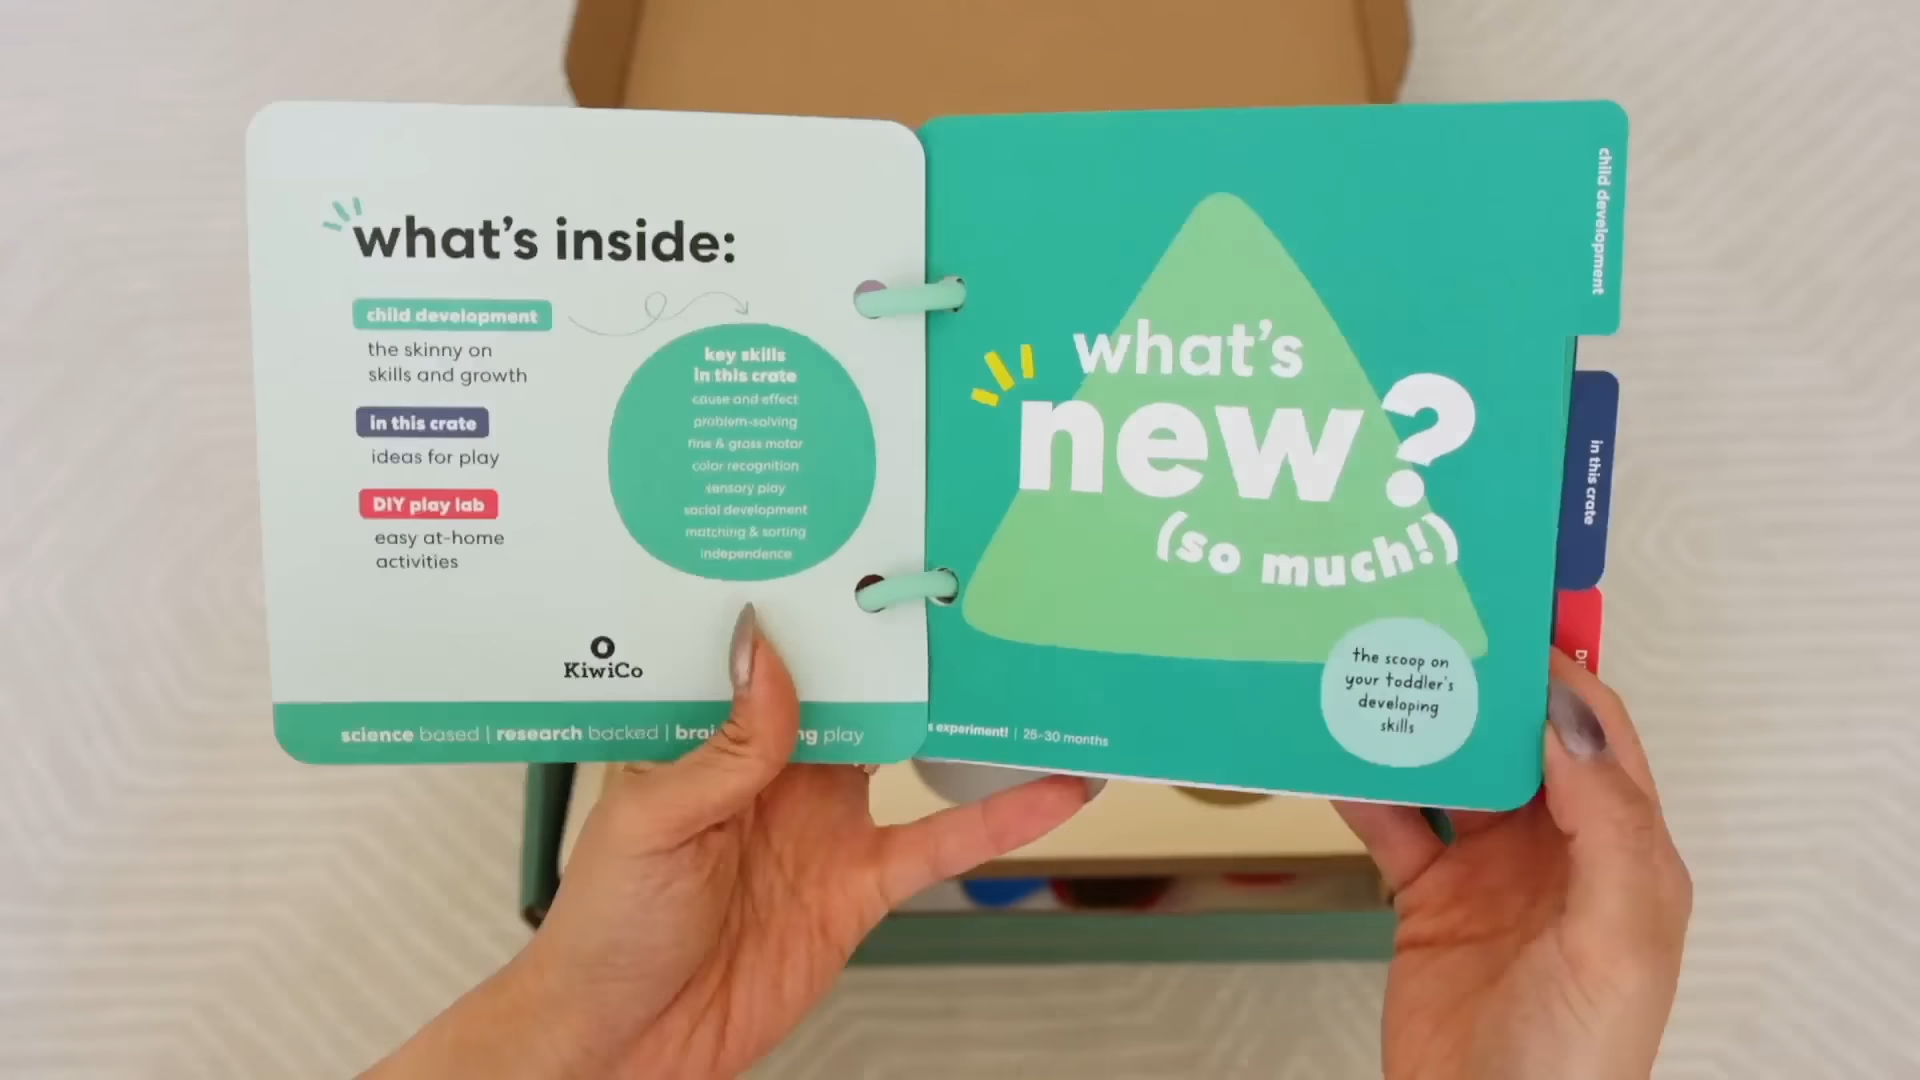 what's inside:
child development
the skinny on
skills and growth
in this crate
ideas for play
DIY play lab
easy at-home
activities
key skills
in this crate
cause and effect
problem-solving
fine & gross motor
color recognition
sensory play
social development
matching & sorting
independence
KiwiCo
science based | research backed | play
what's
new?
(so much!)
the scoop on
your toddler's
developing
skills
experiment! | 26-30 months
child development
in this crate